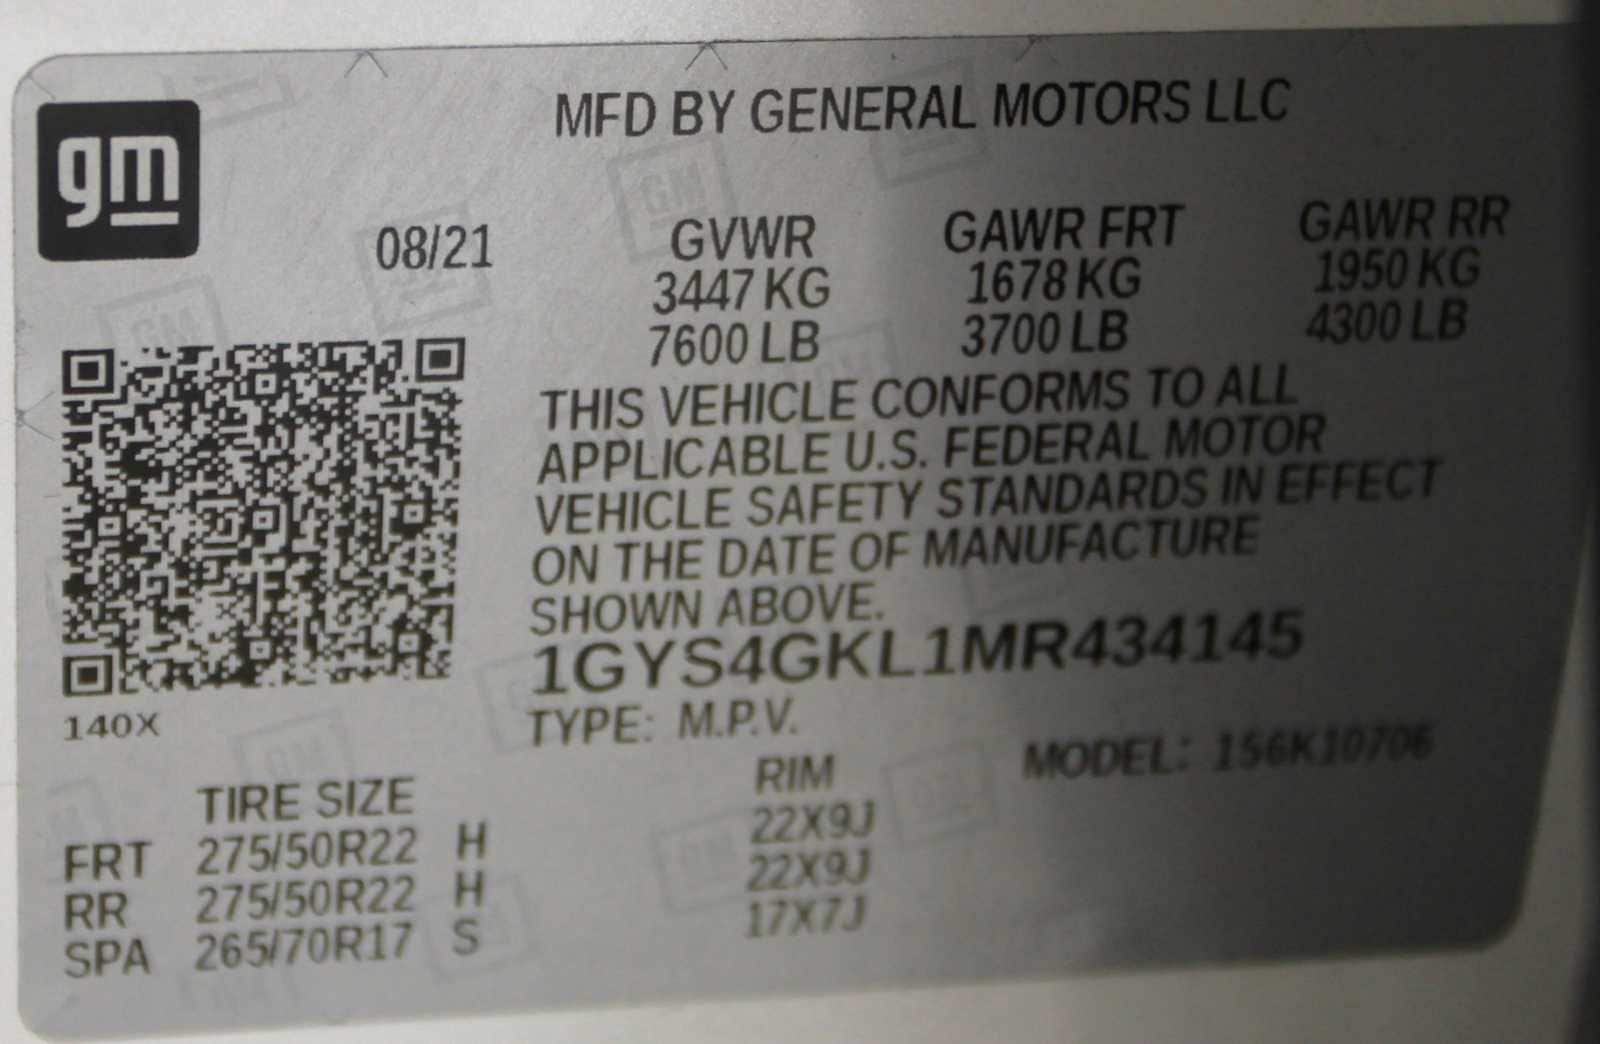 gm
MFD BY GENERAL MOTORS LLC
08/21 GVWR GAWR FRT GAWR RR
3447 KG 1678 KG 1950 KG
7600 LB 3700 LB 4300 LB
THIS VEHICLE CONFORMS TO ALL
APPLICABLE U.S. FEDERAL MOTOR
VEHICLE SAFETY STANDARDS IN EFFECT
ON THE DATE OF MANUFACTURE
SHOWN ABOVE.
1GYS4GKL1MR434145
140X
TYPE: M.P.V.
MODEL: 156K10706
TIRE SIZE RIM
FRT 275/50R22 H 22X9J
RR 275/50R22 H 22X9J
SPA 265/70R17 S 17X7J